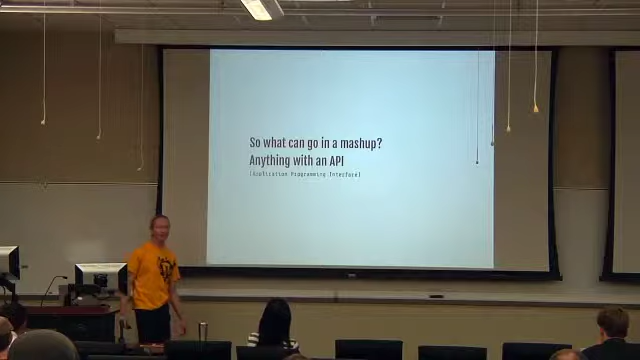 So what can go in a mashup?
Anything with an API
[Application Programming Interface]